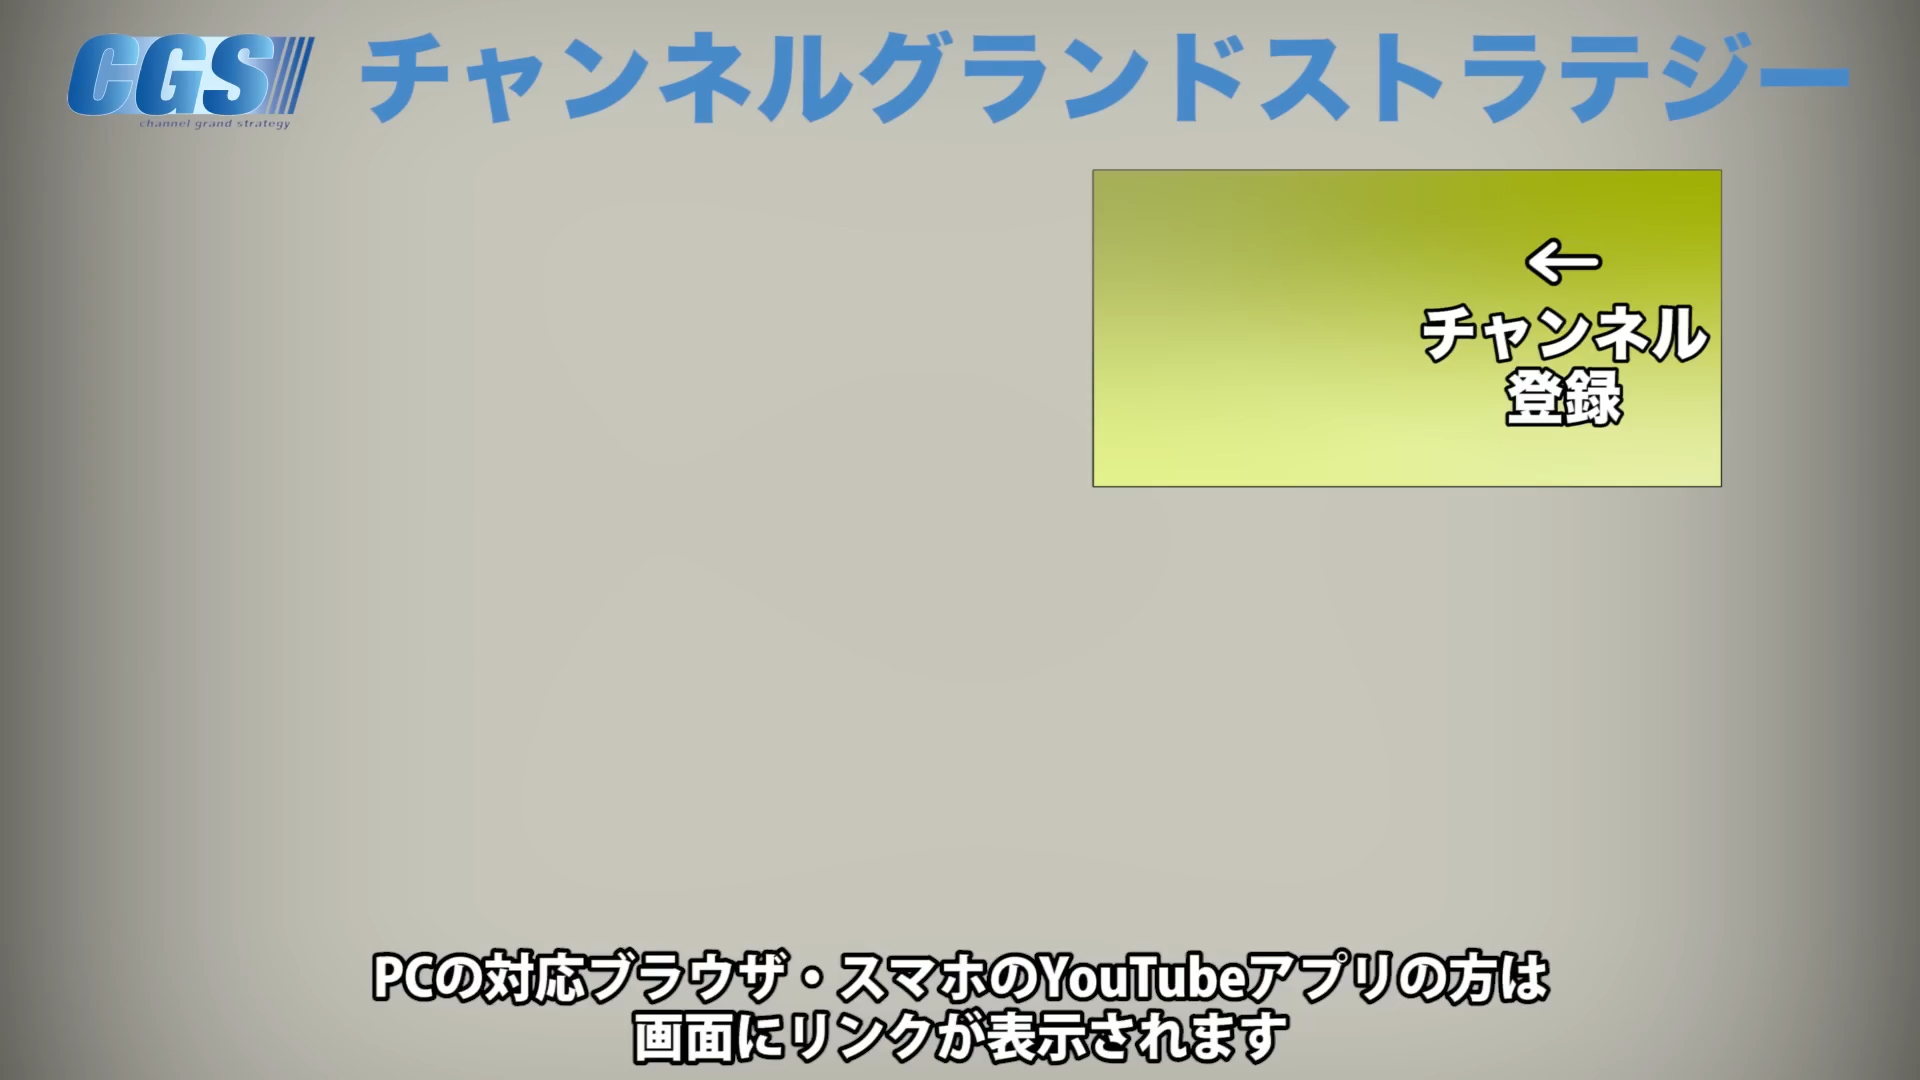 CGS
channel grand strategy
チャンネルグランドストラテジー
←
チャンネル
登録
PCの対応ブラウザ・スマホのYouTubeアプリの方は
画面にリンクが表示されます